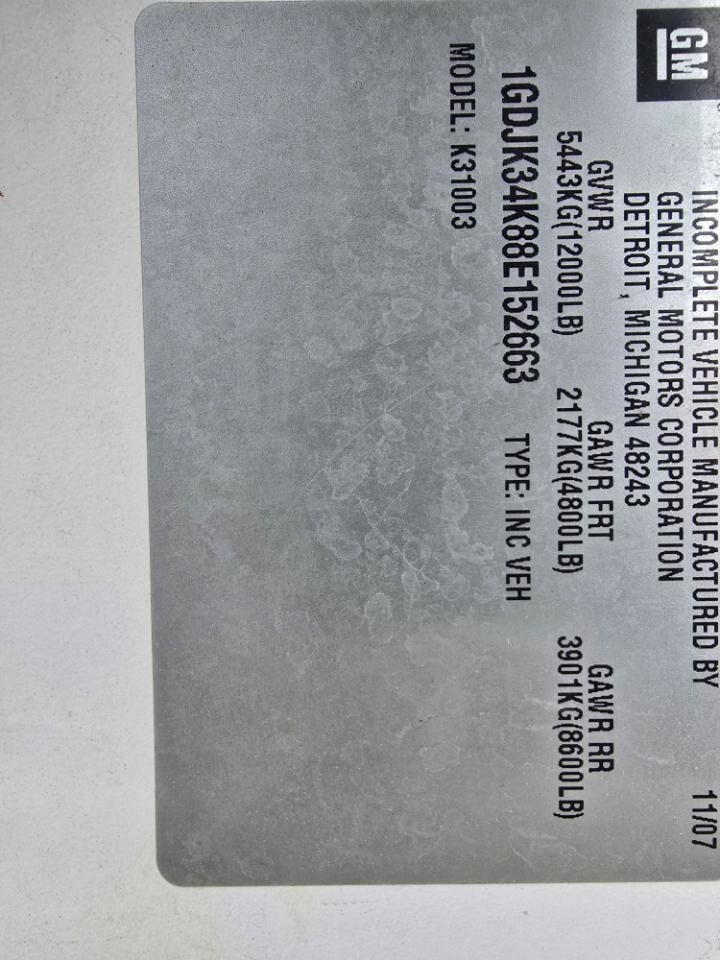 GM
INCOMPLETE VEHICLE MANUFACTURED BY 11/07
GENERAL MOTORS CORPORATION
DETROIT, MICHIGAN 48243
GVWR GAWR FRT GAWR RR
5443KG(12000LB) 2177KG(4800LB) 3901KG(8600LB)
1GDJK34K88E152663 TYPE: INC VEH
MODEL: K31003